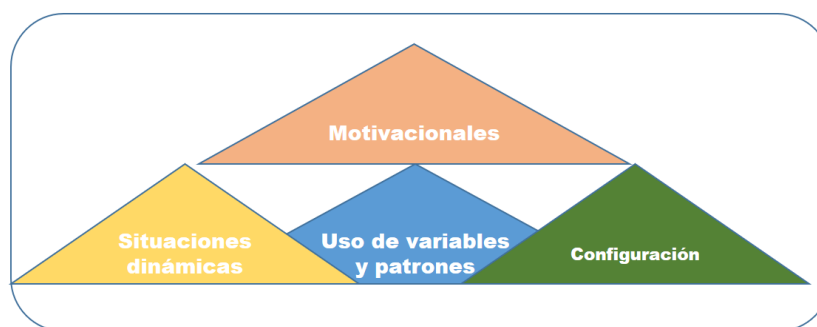 Motivacionales
Situaciones
dinámicas
Uso de variables
y patrones
Configuración